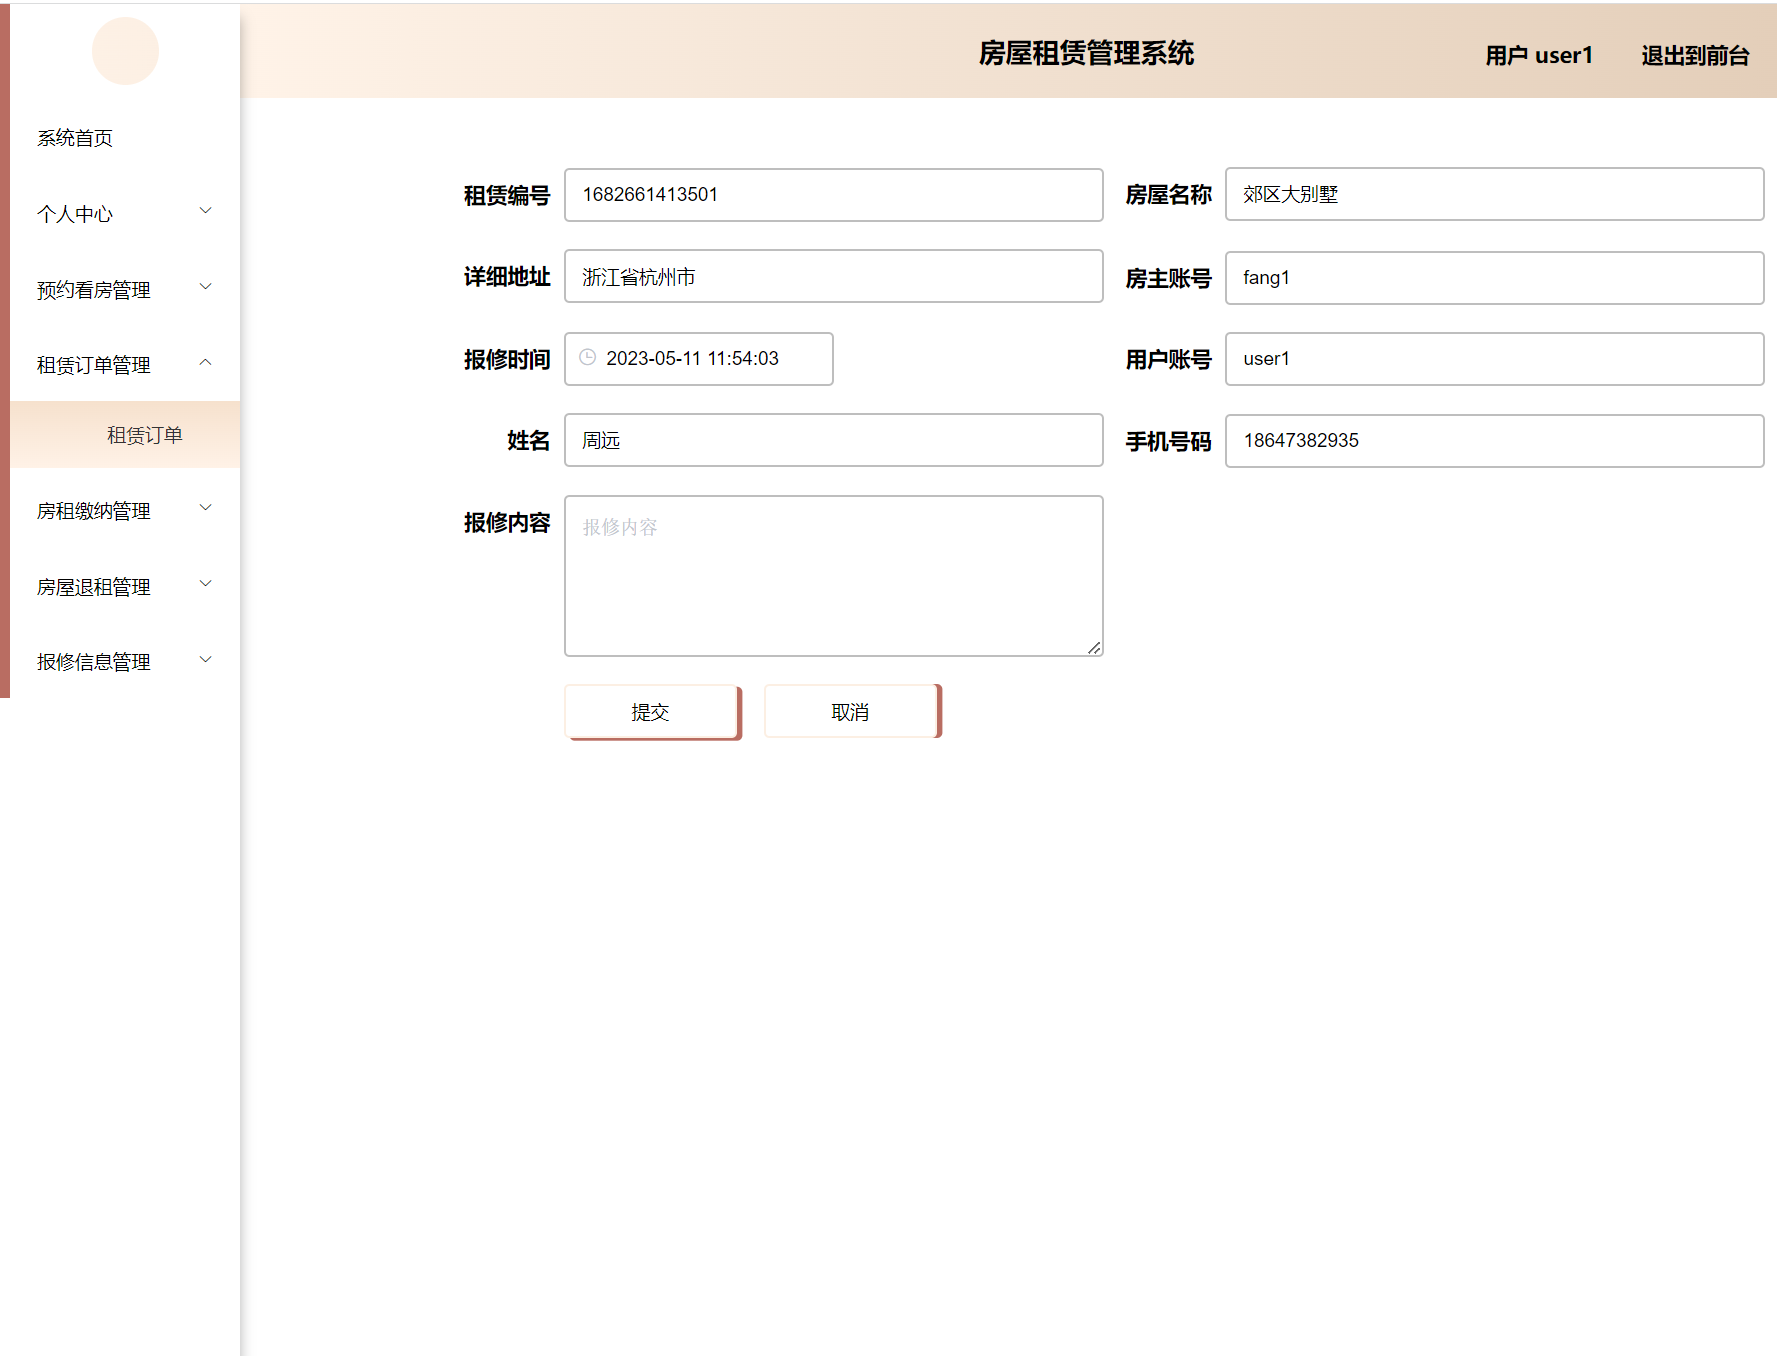 房屋租赁管理系统
用户 user1
退出到前台
系统首页
个人中心
预约看房管理
租赁订单管理
租赁订单
房租缴纳管理
房屋退租管理
报修信息管理
租赁编号 1682661413501
房屋名称 郊区大别墅
详细地址 浙江省杭州市
房主账号 fang1
报修时间 2023-05-11 11:54:03
用户账号 user1
姓名 周远
手机号码 18647382935
报修内容 报修内容
提交
取消